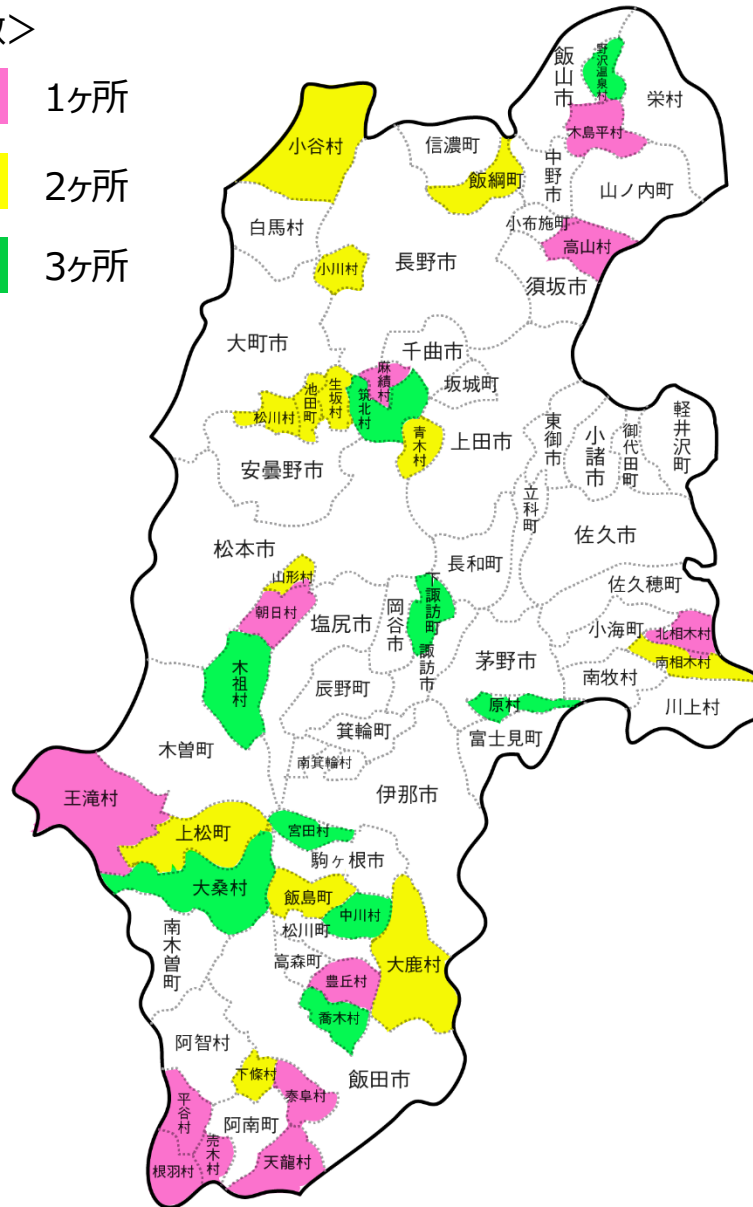 数＞
1ヶ所
2ヶ所
3ヶ所
野沢温泉村
飯山市
栄村
木島平村
小谷村
信濃町
飯綱町
中野市
山ノ内町
白馬村
小布施町
高山村
小川村
長野市
須坂市
大町市
千曲市
麻績村
坂城町
生坂村
池田町
松川村
筑北村
青木村
上田市
東御市
小諸市
御代田町
軽井沢町
安曇野市
立科町
佐久市
松本市
長和町
山形村
朝日村
塩尻市
岡谷市
下諏訪町
諏訪市
佐久穂町
小海町
北相木村
南相木村
木祖村
辰野町
茅野市
南牧村
川上村
原村
富士見町
箕輪町
南箕輪村
木曽町
伊那市
王滝村
上松町
宮田村
駒ヶ根市
大桑村
飯島町
中川村
松川町
南木曽町
高森町
大鹿村
豊丘村
喬木村
阿智村
下條村
飯田市
泰阜村
平谷村
阿南町
売木村
根羽村
天龍村